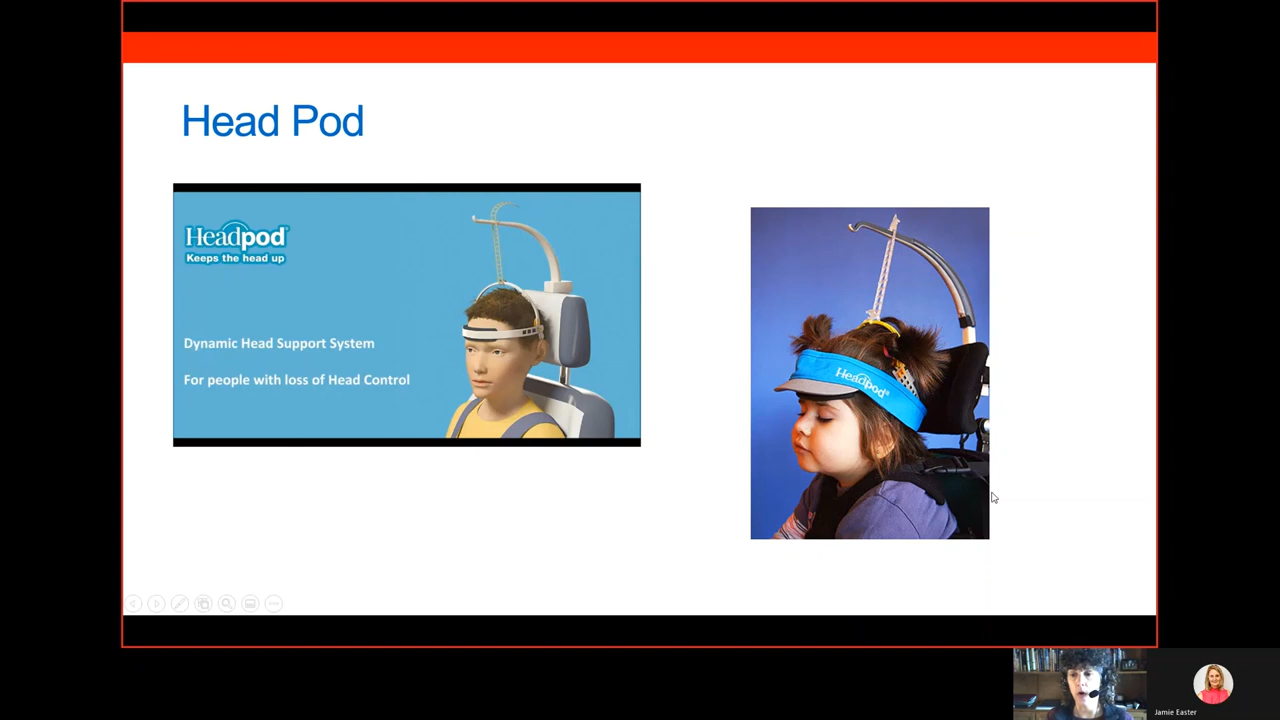 Head Pod
Headpod®
Keeps the head up
Dynamic Head Support System
For people with loss of Head Control
Headpod®
Jamie Easter